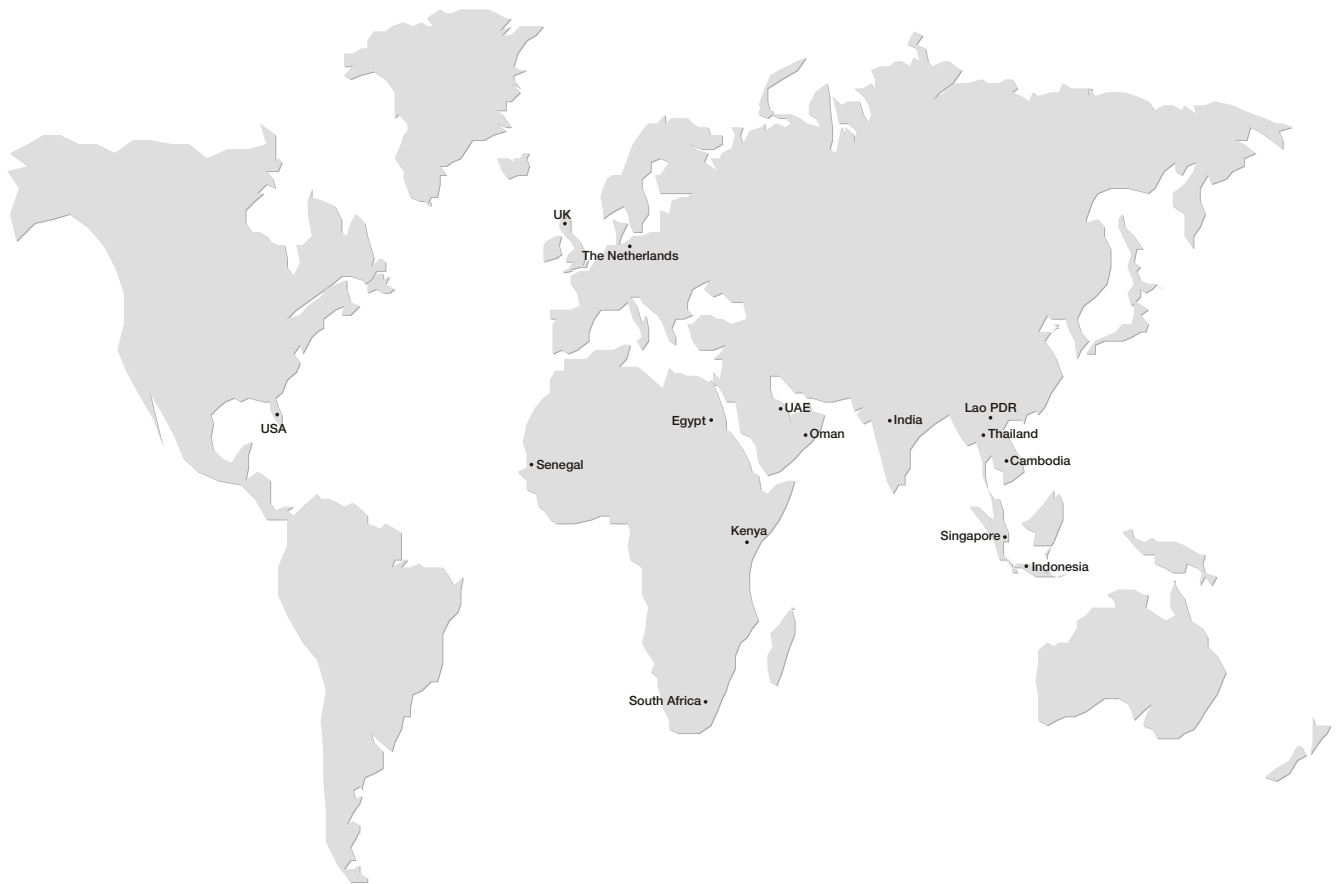 UK
The Netherlands
UAE
Lao PDR
Egypt
India
USA
Oman
Thailand
Senegal
Cambodia
Kenya
Singapore
Indonesia
South Africa